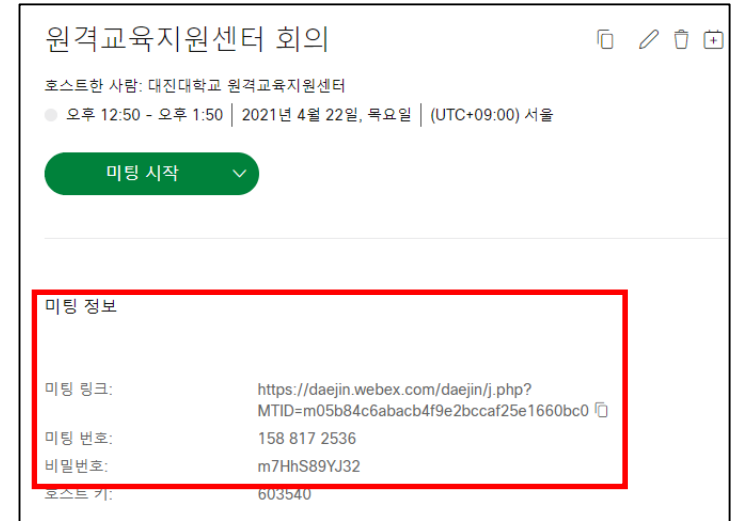 원격교육지원센터 회의
호스트한 사람: 대진대학교 원격교육지원센터
오후 12:50 - 오후 1:50 | 2021년 4월 22일, 목요일 | (UTC+09:00) 서울
미팅 시작
미팅 정보
미팅 링크: https://daejin.webex.com/daejin/j.php?
MTID=m05b84c6abacb4f9e2bccaf25e1660bc0
미팅 번호: 158 817 2536
비밀번호: m7HhS89YJ32
호스트 키: 603540